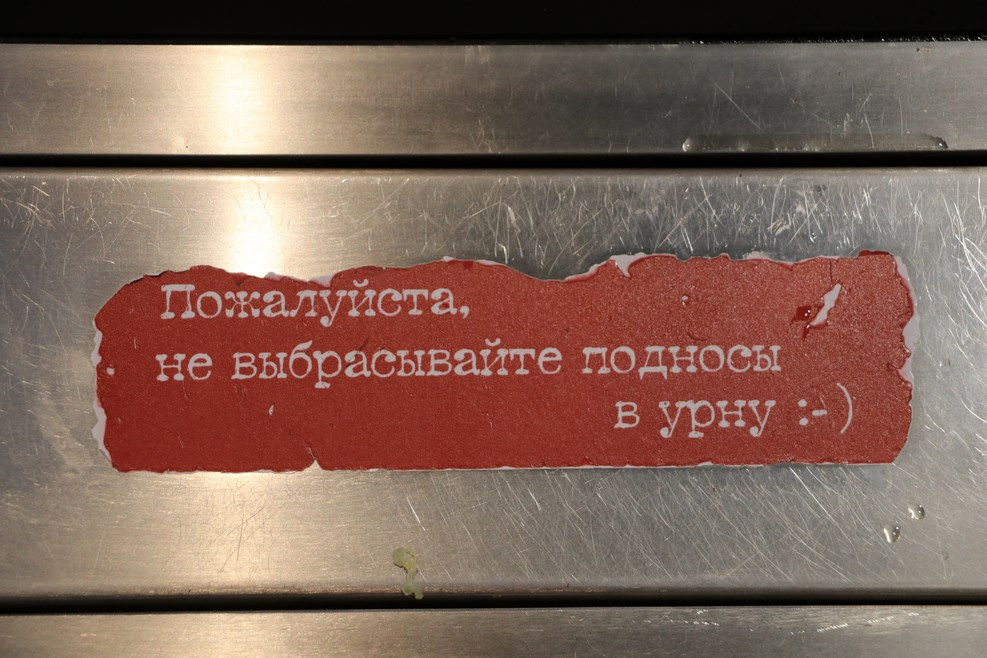 Пожалуйста,
не выбрасывайте подносы
в урну :-)